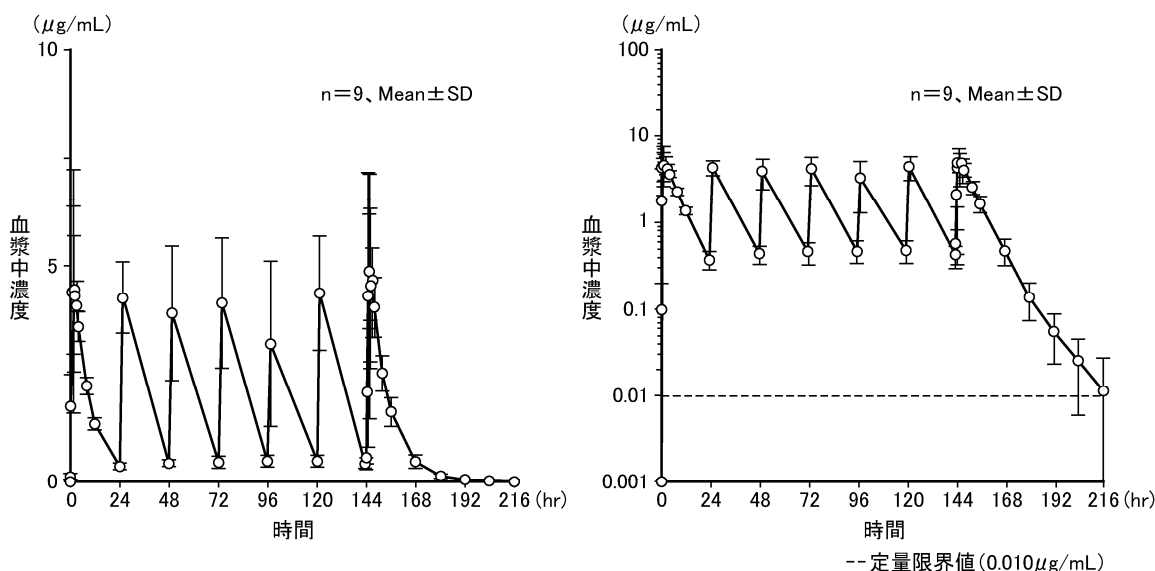 (μg/mL)
10
n=9、Mean±SD
血漿中濃度
5
0
0 24 48 72 96 120 144 168 192 216 (hr)
時間
(μg/mL)
100
n=9、Mean±SD
10
血漿中濃度
1
0.1
0.01
0.001
0 24 48 72 96 120 144 168 192 216 (hr)
時間
--定量限界値(0.010μg/mL)